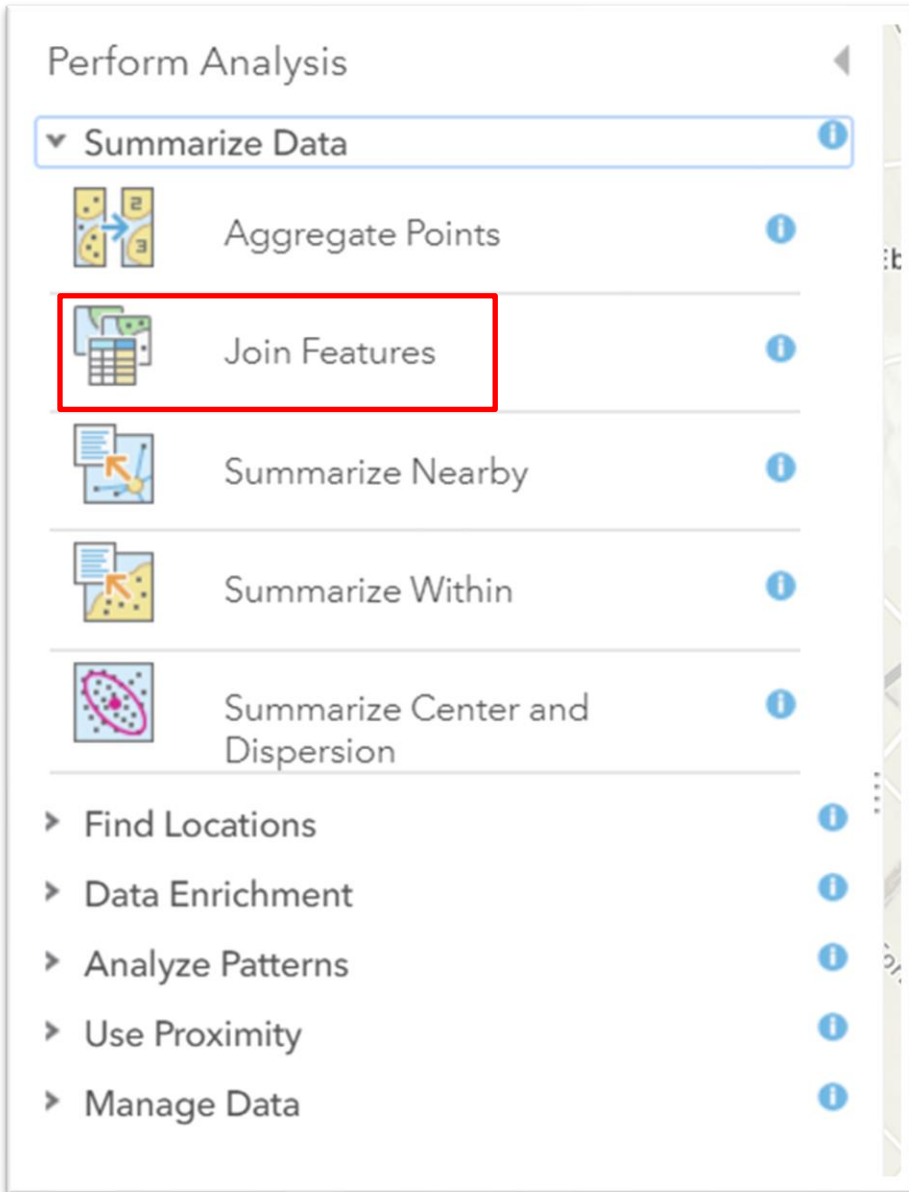 Perform Analysis
Summarize Data
Aggregate Points
Join Features
Summarize Nearby
Summarize Within
Summarize Center and
Dispersion
Find Locations
Data Enrichment
Analyze Patterns
Use Proximity
Manage Data